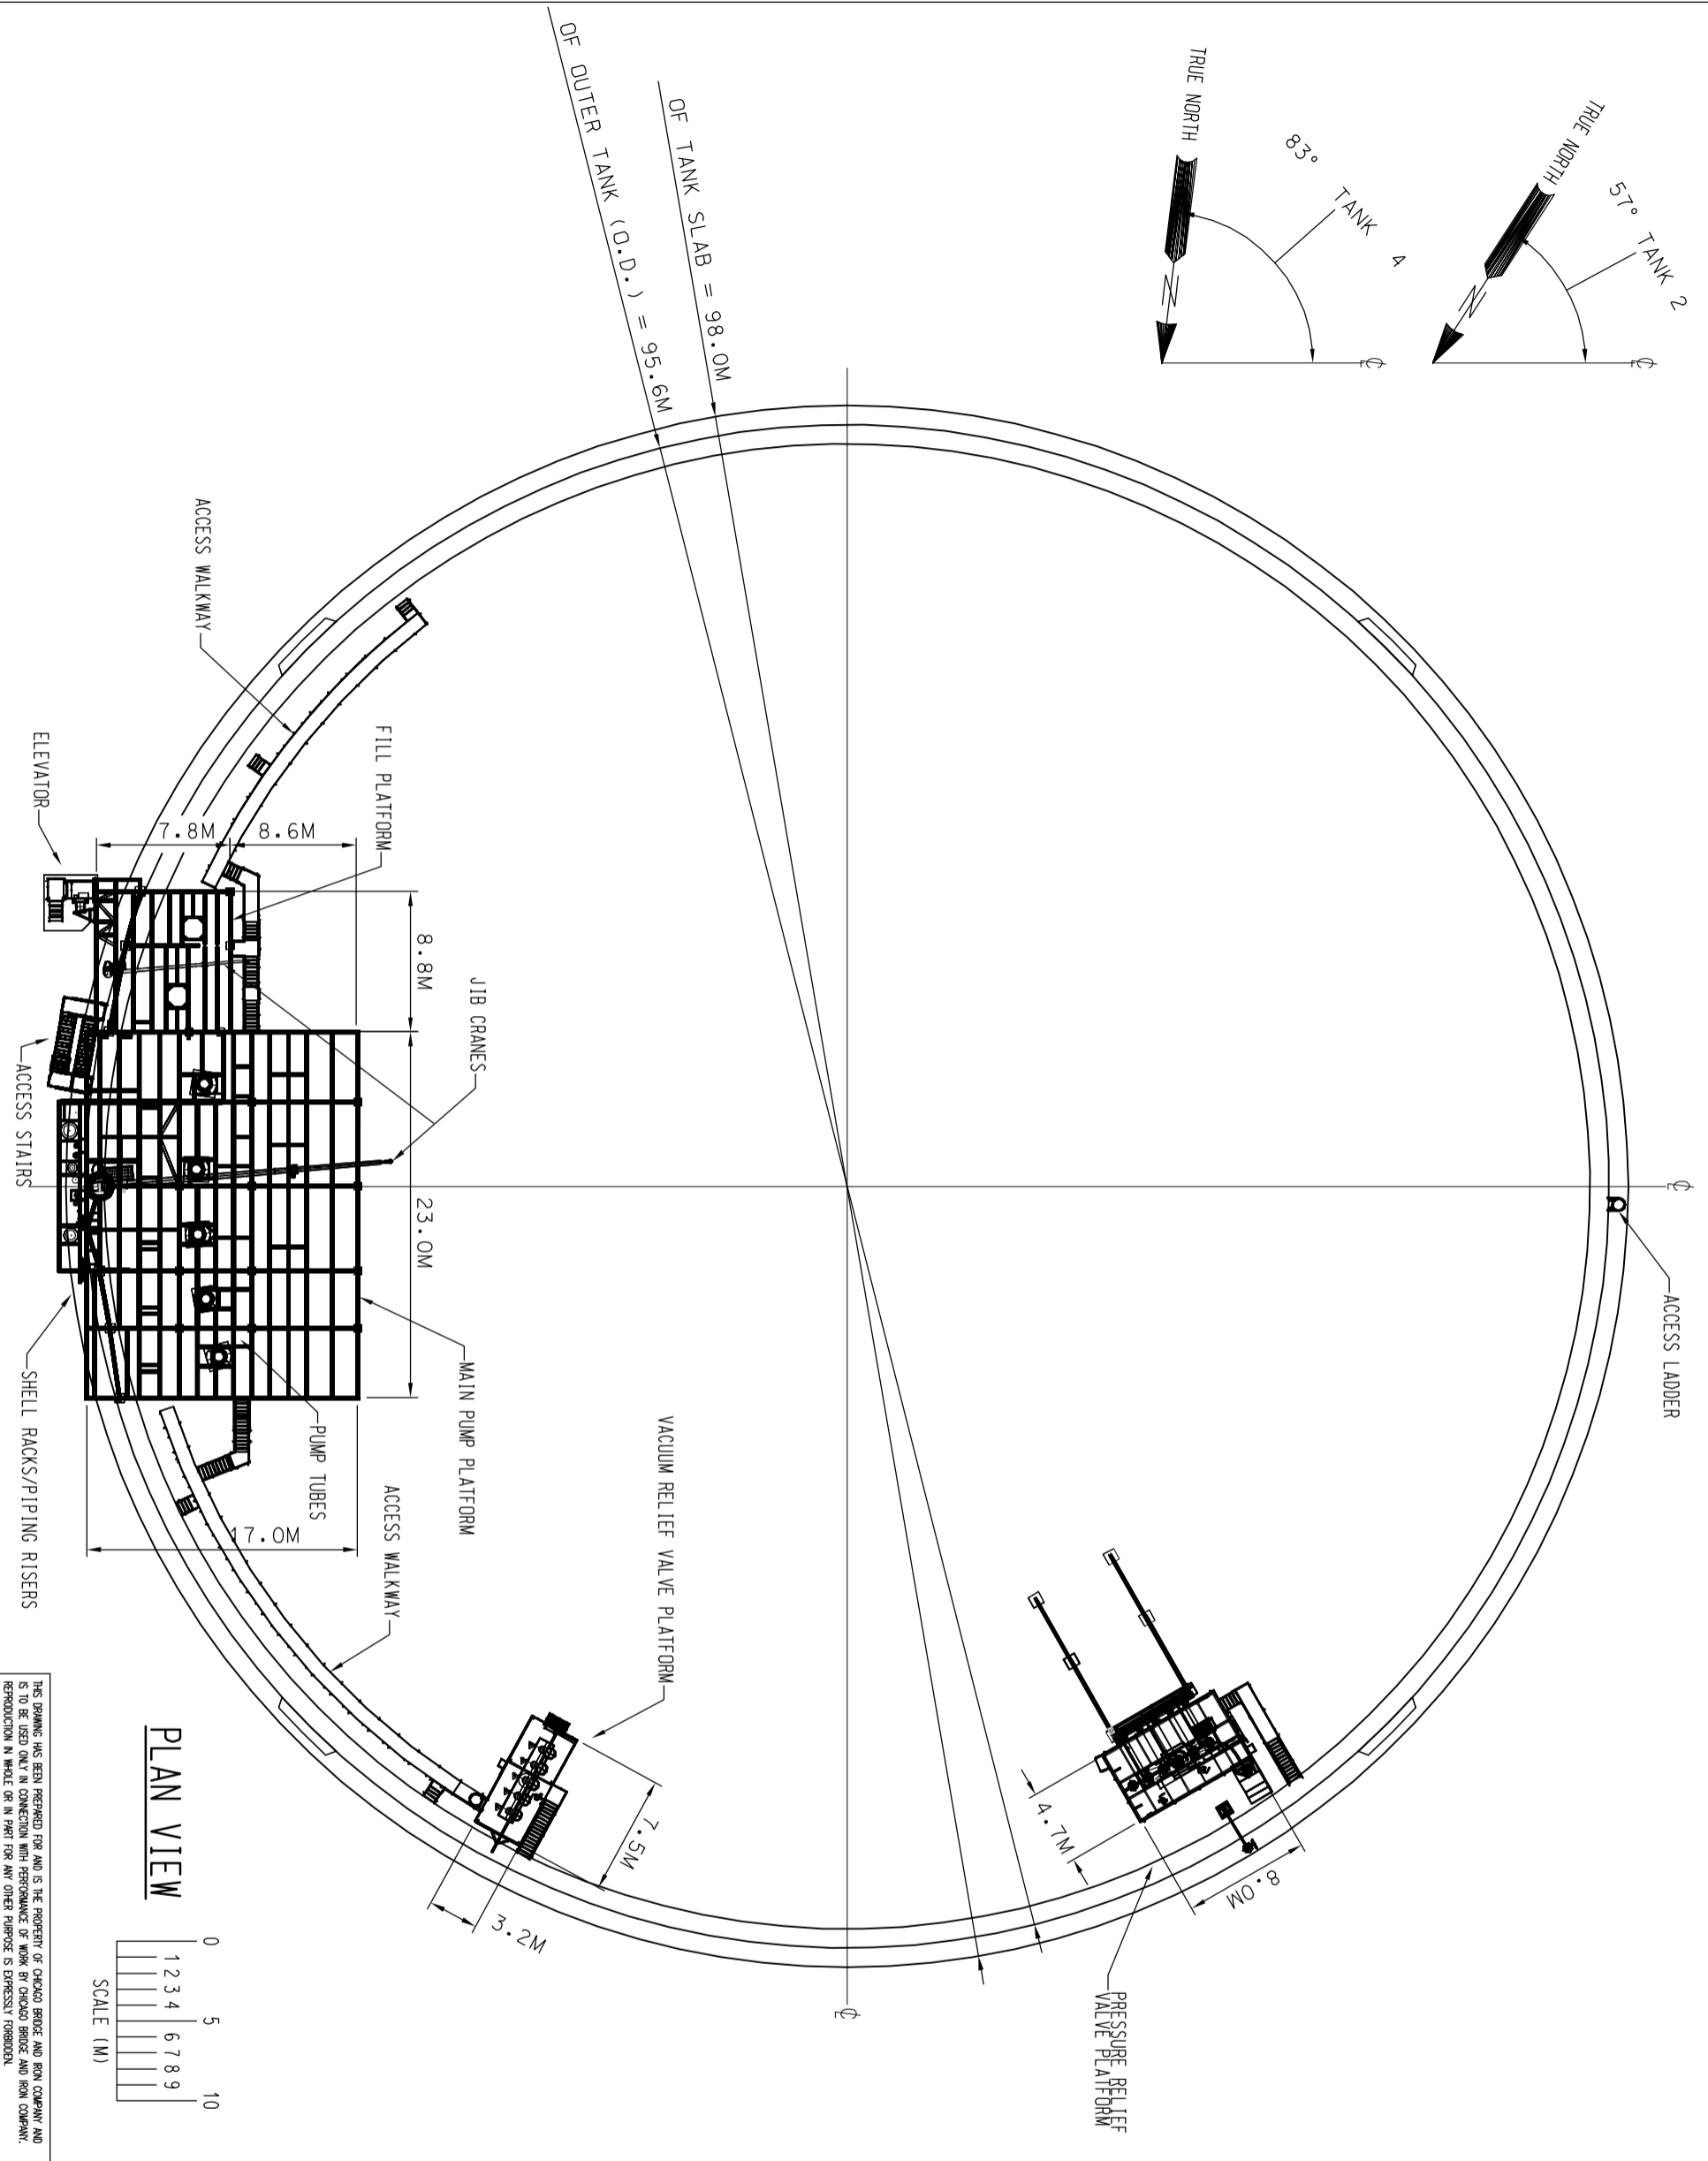 TRUE NORTH
57°
TANK 2
℄
TRUE NORTH
83°
TANK 4
℄
OF TANK SLAB = 98.0M
OF OUTER TANK (O.D.) = 95.6M
ACCESS WALKWAY
FILL PLATFORM
ELEVATOR
7.8M
8.6M
8.8M
JIB CRANES
23.0M
ACCESS STAIRS
℄
ACCESS LADDER
MAIN PUMP PLATFORM
PUMP TUBES
SHELL RACKS/PIPING RISERS
17.0M
ACCESS WALKWAY
VACUUM RELIEF VALVE PLATFORM
7.5M
3.2M
4.7M
8.0M
PRESSURE RELIEF
VALVE PLATFORM
℄
PLAN VIEW
0 5 10
1 2 3 4 6 7 8 9
SCALE (M)
THIS DRAWING HAS BEEN PREPARED FOR AND IS THE PROPERTY OF CHICAGO BRIDGE AND IRON COMPANY AND
IS TO BE USED ONLY IN CONNECTION WITH PERFORMANCE OF WORK BY CHICAGO BRIDGE AND IRON COMPANY.
REPRODUCTION IN WHOLE OR IN PART FOR ANY OTHER PURPOSE IS EXPRESSLY FORBIDDEN.